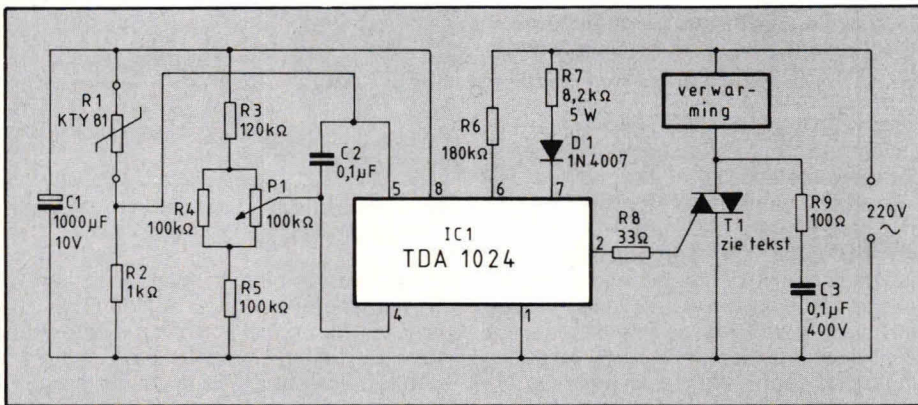 R1
KTY 81
C1
1000µF
10V
R2
1kΩ
R3
120kΩ
R4
100kΩ
P1
100kΩ
R5
100kΩ
C2
0,1µF
5
8
6
7
4
1
2
IC1
TDA 1024
R6
180kΩ
R7
8,2kΩ
5 W
D1
1N 4007
R8
33Ω
verwar-
ming
T1
zie tekst
R9
100Ω
C3
0,1µF
400V
220V
~